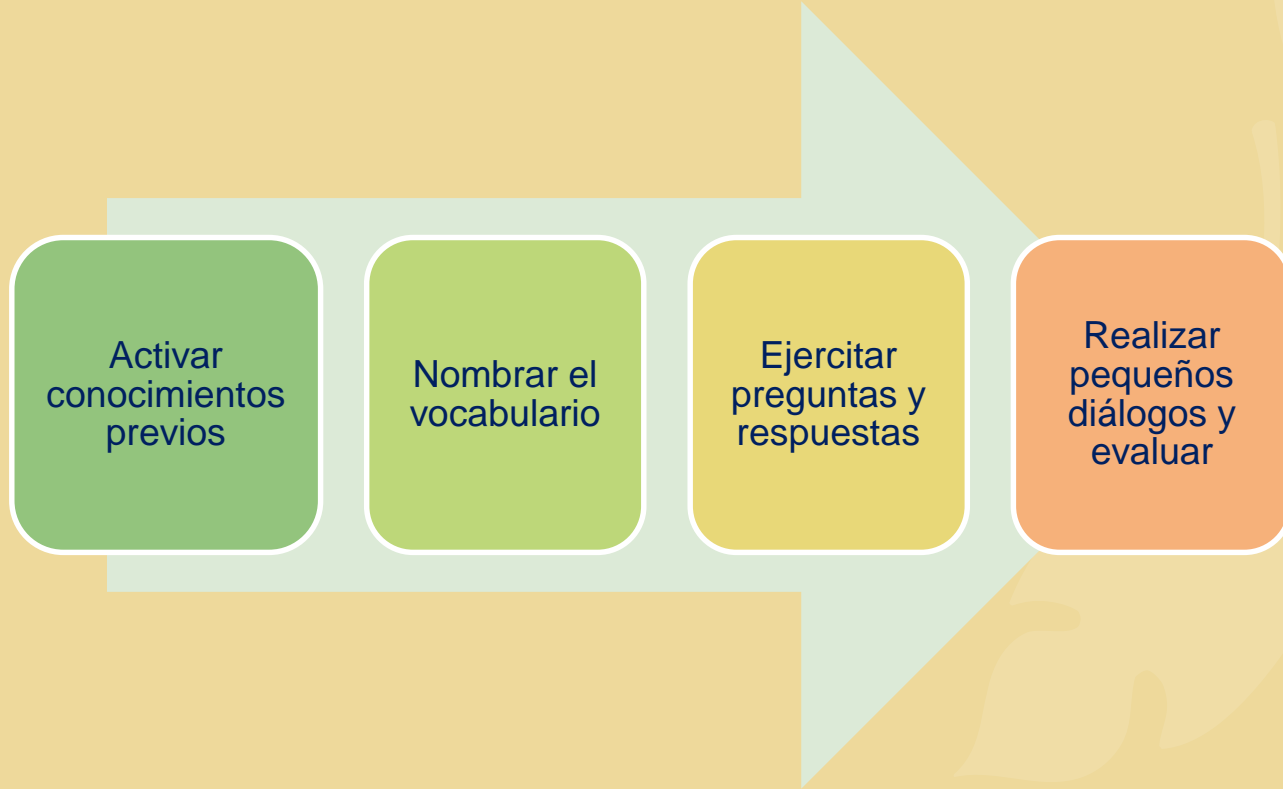 Activar
conocimientos
previos
Nombrar el
vocabulario
Ejercitar
preguntas y
respuestas
Realizar
pequeños
diálogos y
evaluar